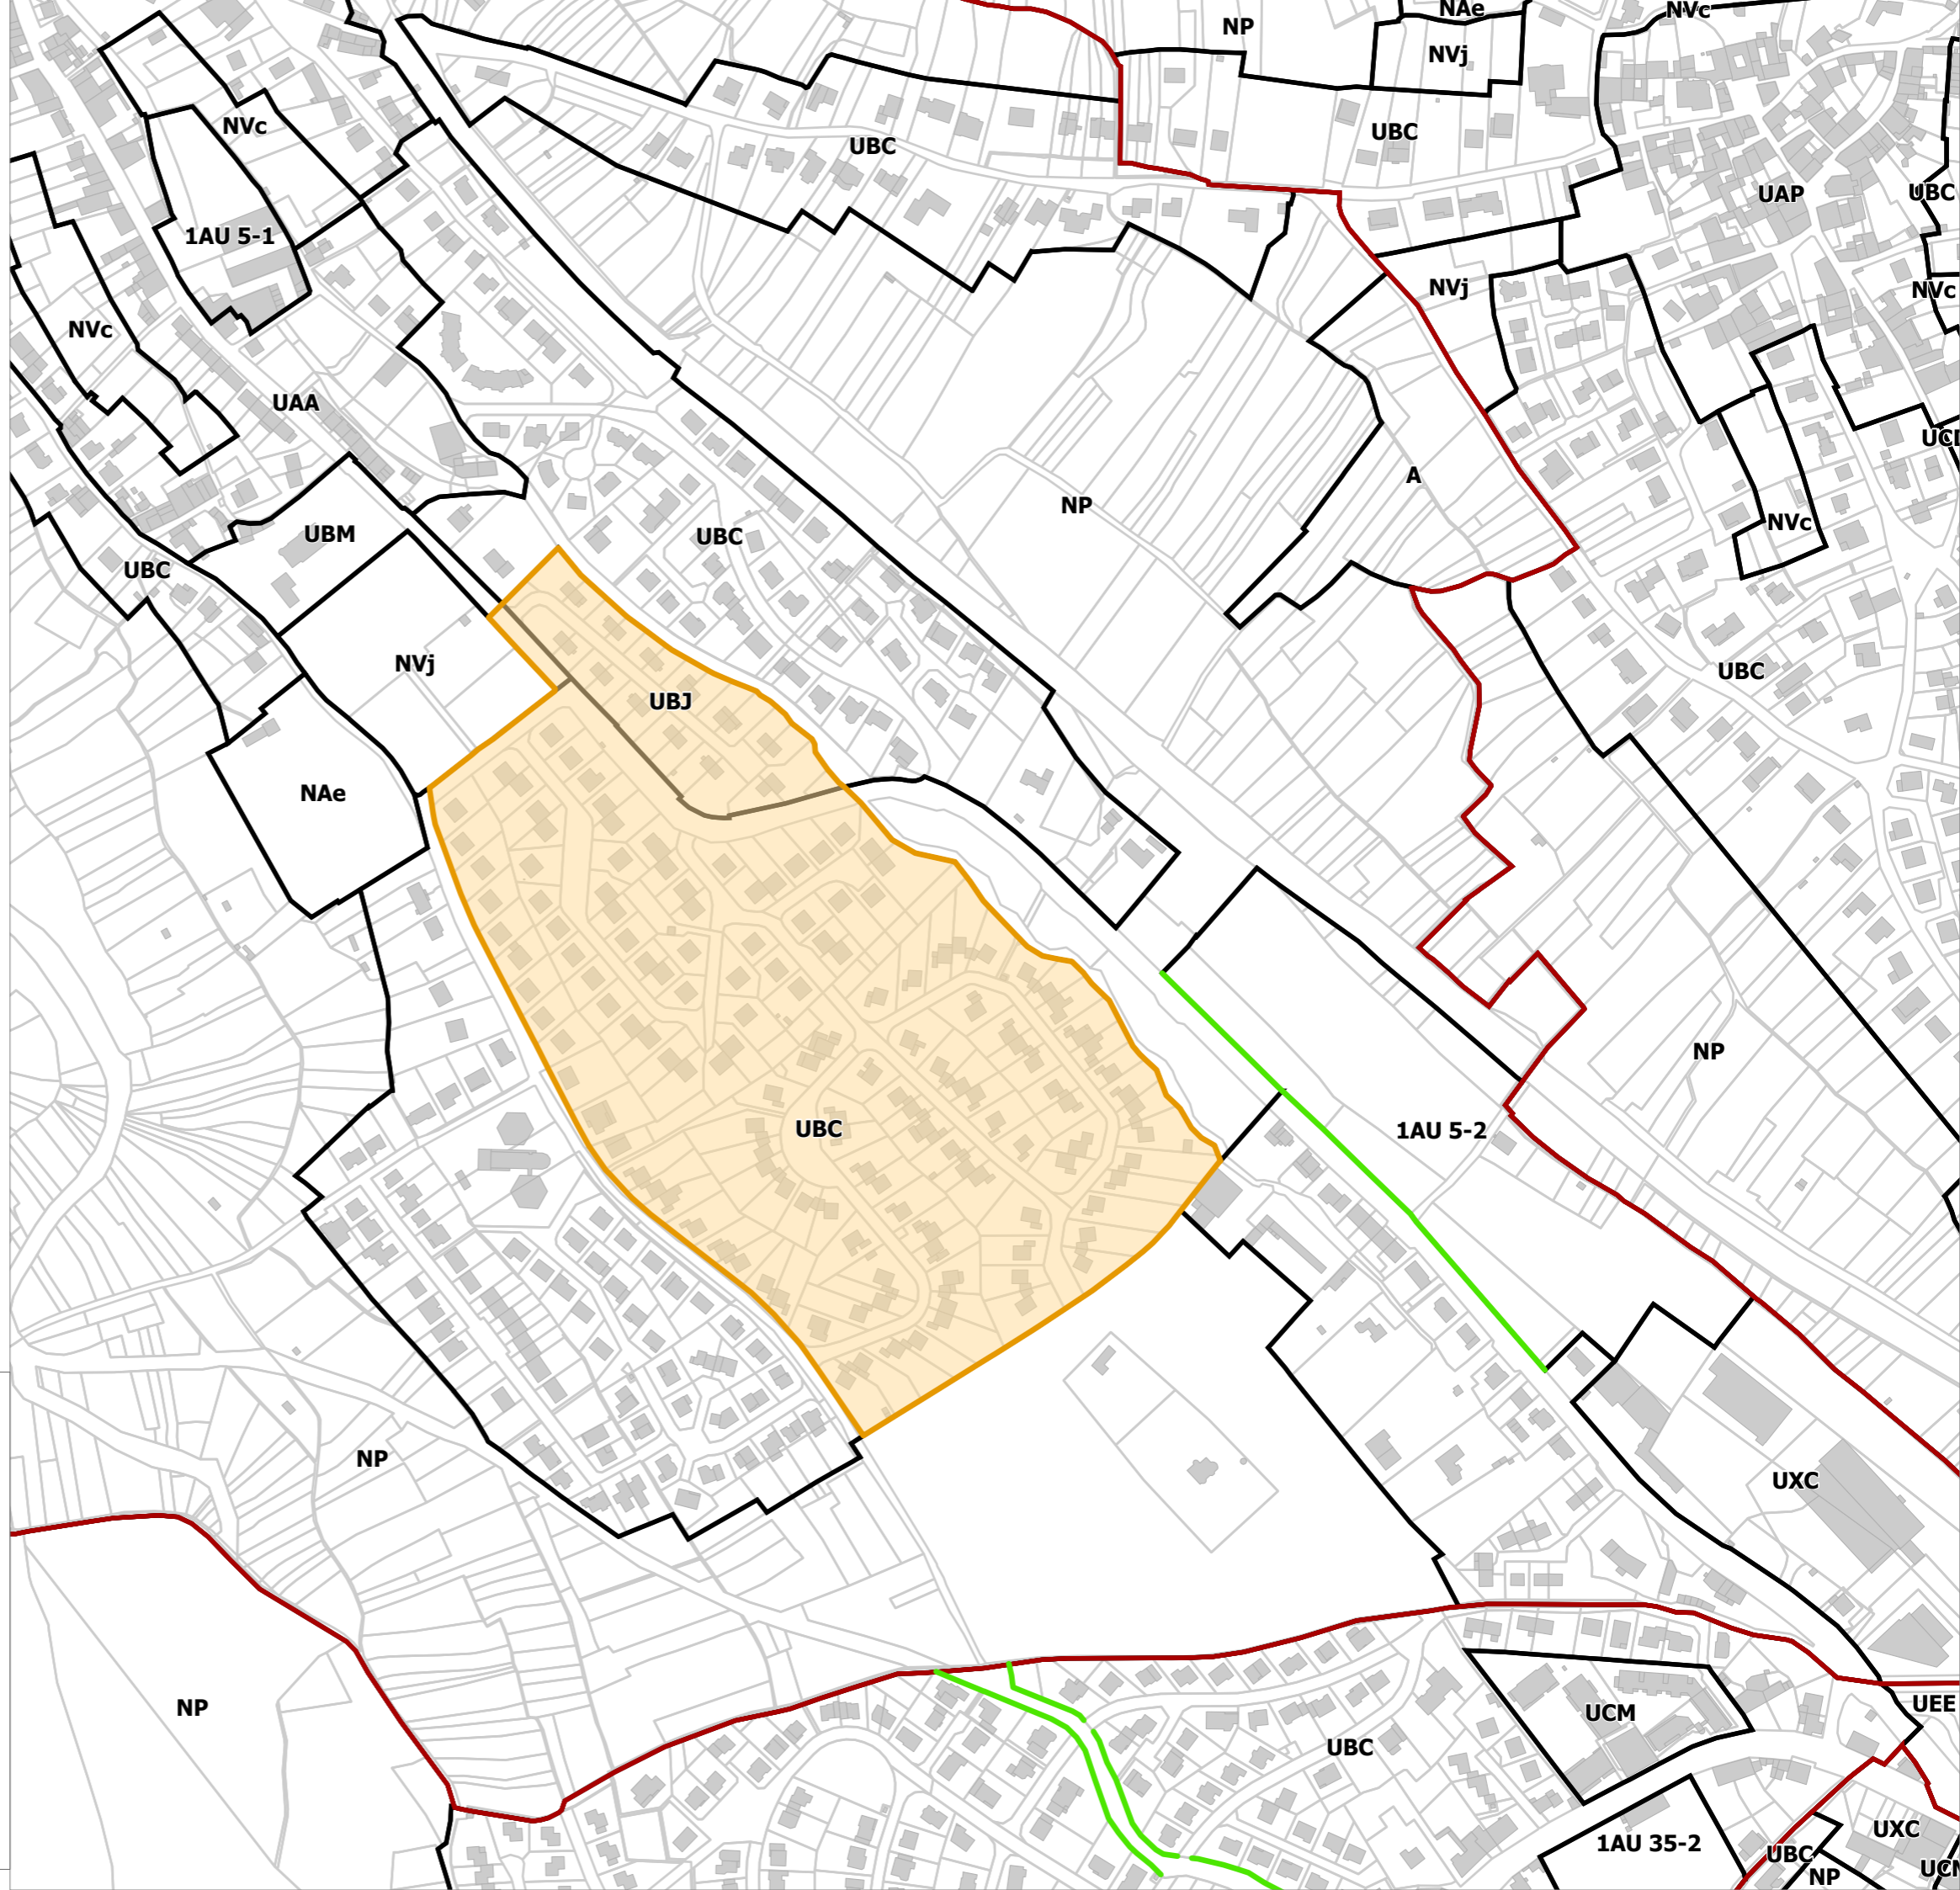 NAe
NVc
NP
NVj
NVc
UBC
UBC
UAP
UBC
1AU 5-1
NVj
NVc
NVc
UAA
A
NP
NVc
UBM
UBC
UBC
NVj
UBC
UBJ
NAe
NP
UBC
1AU 5-2
NP
UXC
NP
UEE
UCM
UBC
UXC
1AU 35-2
UBC
NP